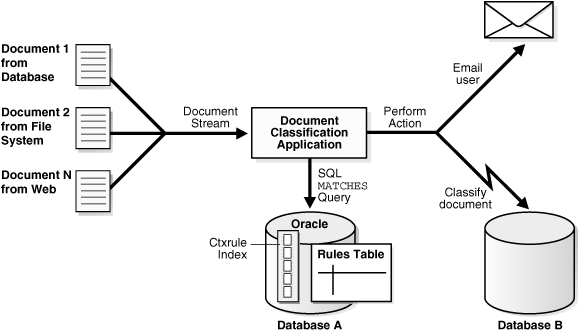 Document 1
from
Database
Document 2
from File
System
Document N
from Web
Document
Stream
Document
Classification
Application
Perform
Action
Email
user
Classify
document
SQL
MATCHES
Query
Oracle
Ctxrule
Index
Rules Table
Database A
Database B